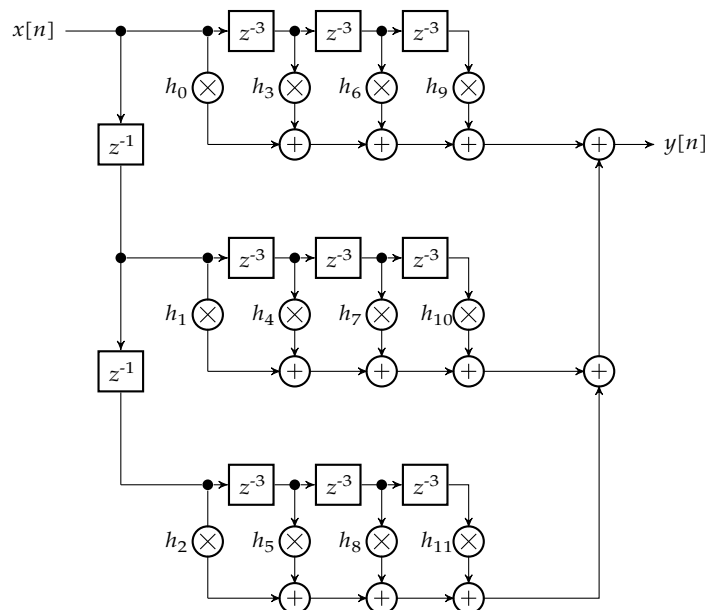 x[n] z⁻³ z⁻³ z⁻³
h₀ × h₃ × h₆ × h₉ ×
+ + + + y[n]
z⁻¹
z⁻³ z⁻³ z⁻³
h₁ × h₄ × h₇ × h₁₀ ×
z⁻¹
+ + + +
z⁻³ z⁻³ z⁻³
h₂ × h₅ × h₈ × h₁₁ ×
+ + +